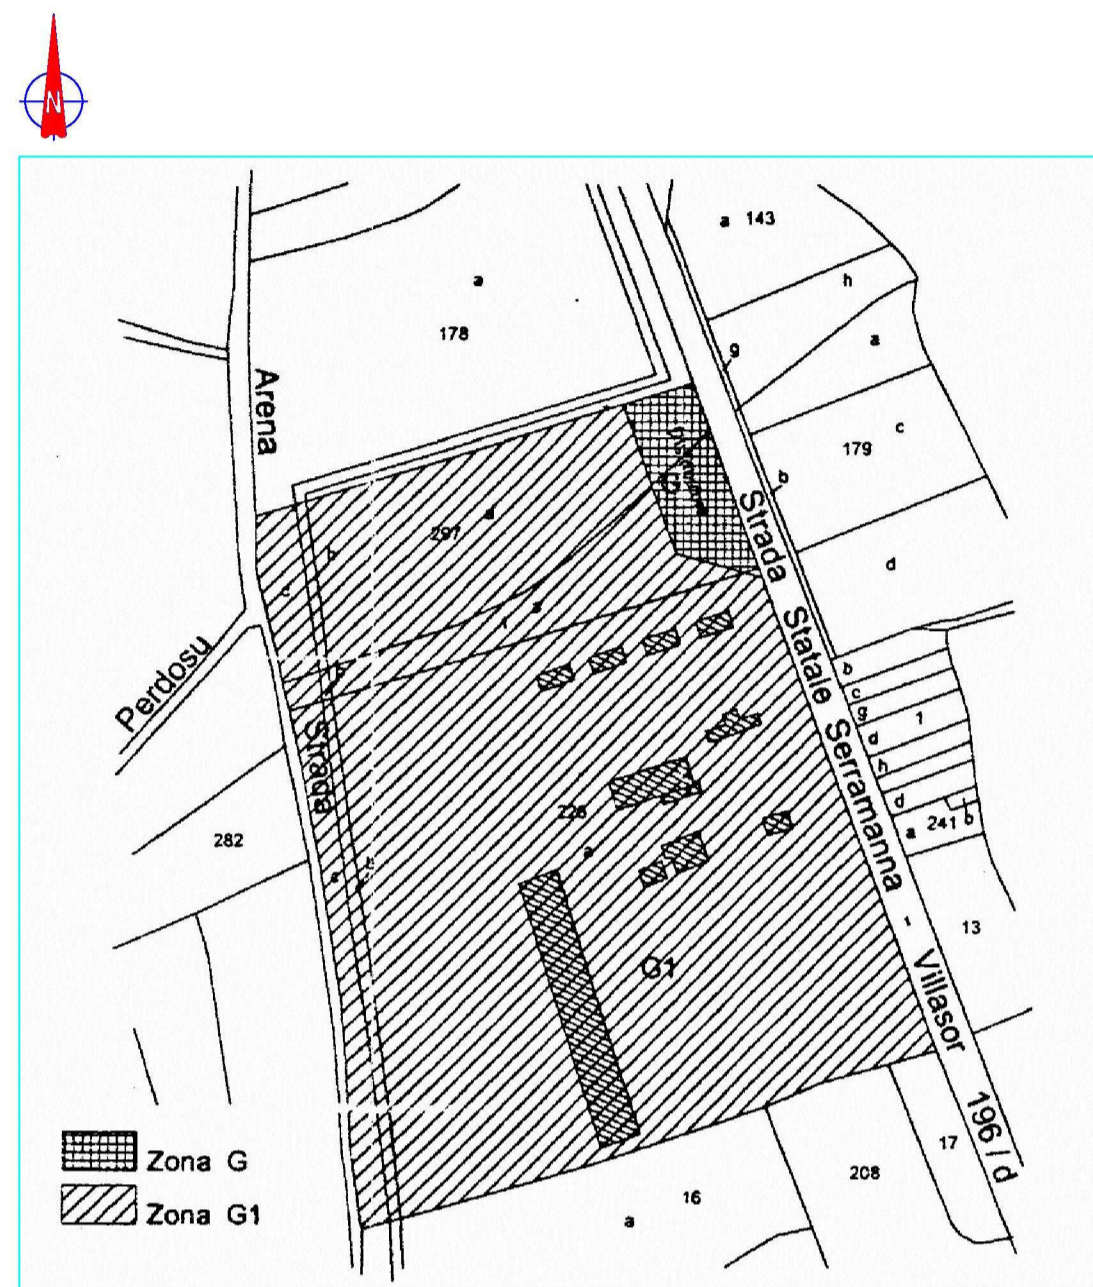 N
a 143
h
a
178
g
a
Arena
c
179
b
G
297
a
b
c
d
a
Strada Statale Serramanna - Villasor 196 / d
Perdosu
b
c
g
1
d
h
d
a
241
b
Strada
226
a
282
13
G1
Zona G
Zona G1
17
208
16
a